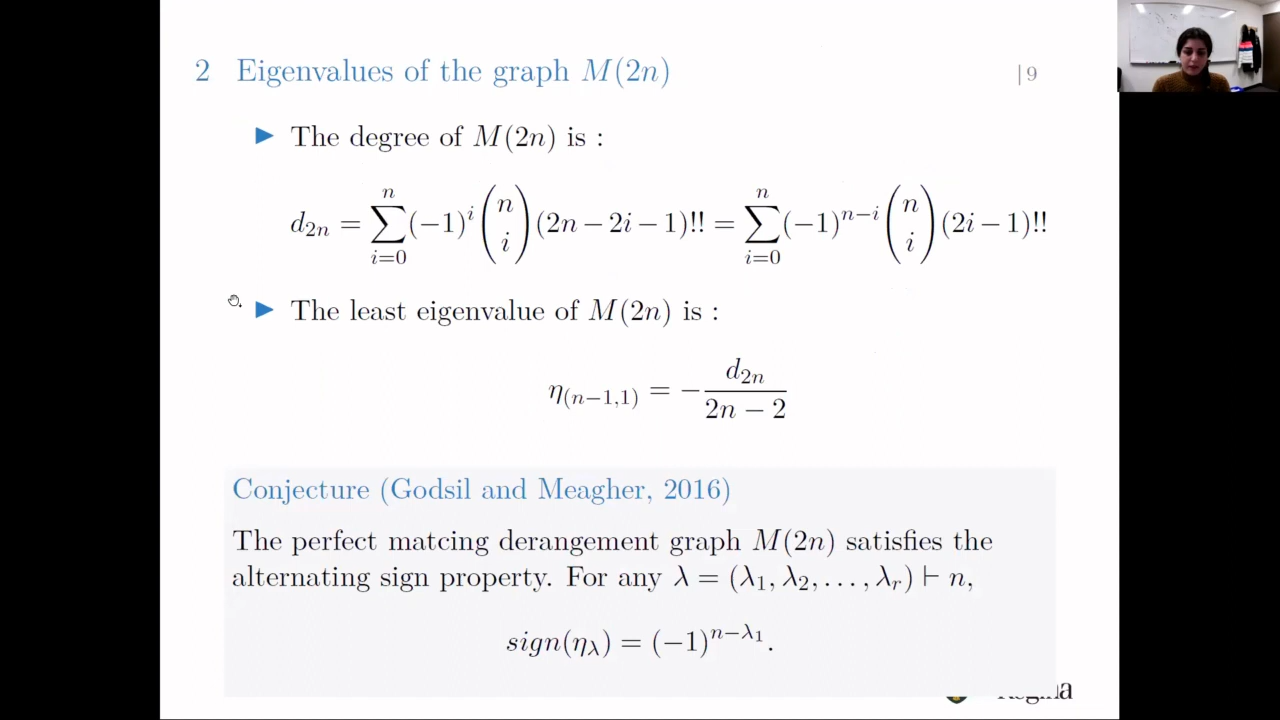 2 Eigenvalues of the graph M(2n) | 9
▶ The degree of M(2n) is :
d_{2n} = \sum_{i=0}^{n} (-1)^i \binom{n}{i} (2n - 2i - 1)!! = \sum_{i=0}^{n} (-1)^{n-i} \binom{n}{i} (2i - 1)!!
▶ The least eigenvalue of M(2n) is :
η_{(n-1,1)} = -\frac{d_{2n}}{2n - 2}
Conjecture (Godsil and Meagher, 2016)
The perfect matcing derangement graph M(2n) satisfies the
alternating sign property. For any λ = (λ_1, λ_2, . . . , λ_r) ⊢ n,
sign(η_λ) = (-1)^{n-λ_1}.